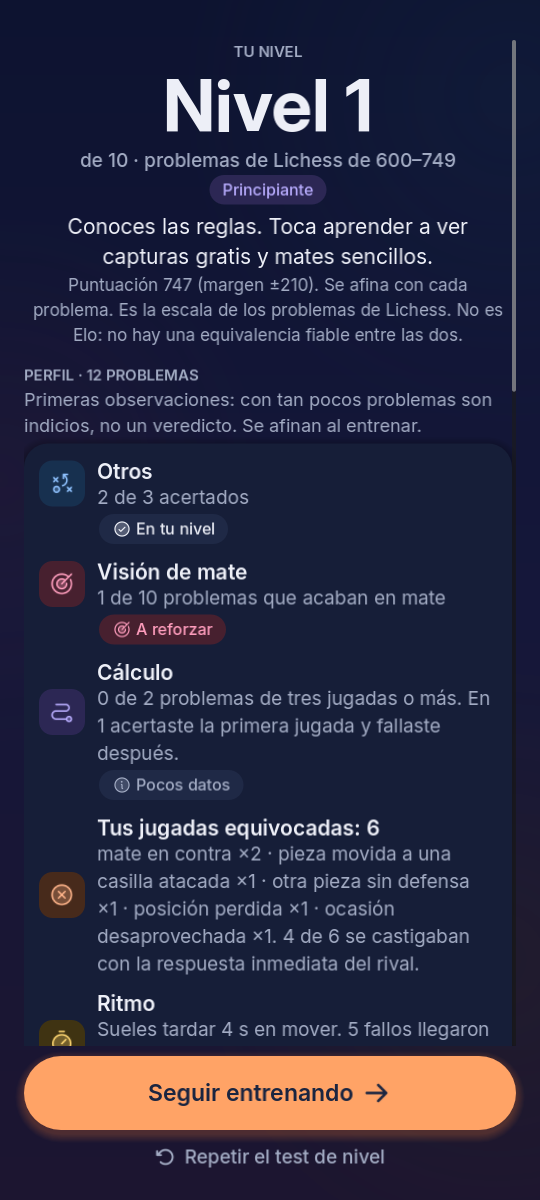 TU NIVEL
Nivel 1
de 10 · problemas de Lichess de 600–749
Principiante
Conoces las reglas. Toca aprender a ver
capturas gratis y mates sencillos.
Puntuación 747 (margen ±210). Se afina con cada
problema. Es la escala de los problemas de Lichess. No es
Elo: no hay una equivalencia fiable entre las dos.
PERFIL · 12 PROBLEMAS
Primeras observaciones: con tan pocos problemas son
indicios, no un veredicto. Se afinan al entrenar.
Otros
2 de 3 acertados
En tu nivel
Visión de mate
1 de 10 problemas que acaban en mate
A reforzar
Cálculo
0 de 2 problemas de tres jugadas o más. En
1 acertaste la primera jugada y fallaste
después.
Pocos datos
Tus jugadas equivocadas: 6
mate en contra ×2 · pieza movida a una
casilla atacada ×1 · otra pieza sin defensa
×1 · posición perdida ×1 · ocasión
desaprovechada ×1. 4 de 6 se castigaban
con la respuesta inmediata del rival.
Ritmo
Sueles tardar 4 s en mover. 5 fallos llegaron
Seguir entrenando →
Repetir el test de nivel